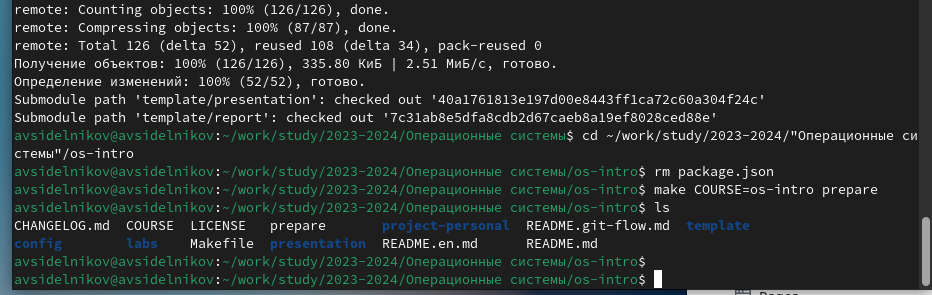 remote: Counting objects: 100% (126/126), done.
remote: Compressing objects: 100% (87/87), done.
remote: Total 126 (delta 52), reused 108 (delta 34), pack-reused 0
Получение объектов: 100% (126/126), 335.80 КиБ | 2.51 МиБ/с, готово.
Определение изменений: 100% (52/52), готово.
Submodule path 'template/presentation': checked out '40a1761813e197d00e8443ff1ca72c60a304f24c'
Submodule path 'template/report': checked out '7c31ab8e5dfa8cdb2d67caeb8a19ef8028ced88e'
avsidelnikov@avsidelnikov:~/work/study/2023-2024/Операционные системы$ cd ~/work/study/2023-2024/"Операционные си
стемы"/os-intro
avsidelnikov@avsidelnikov:~/work/study/2023-2024/Операционные системы/os-intro$ rm package.json
avsidelnikov@avsidelnikov:~/work/study/2023-2024/Операционные системы/os-intro$ make COURSE=os-intro prepare
avsidelnikov@avsidelnikov:~/work/study/2023-2024/Операционные системы/os-intro$ ls
CHANGELOG.md  COURSE  LICENSE   prepare       project-personal  README.git-flow.md  template
config        labs    Makefile  presentation  README.en.md      README.md
avsidelnikov@avsidelnikov:~/work/study/2023-2024/Операционные системы/os-intro$
avsidelnikov@avsidelnikov:~/work/study/2023-2024/Операционные системы/os-intro$